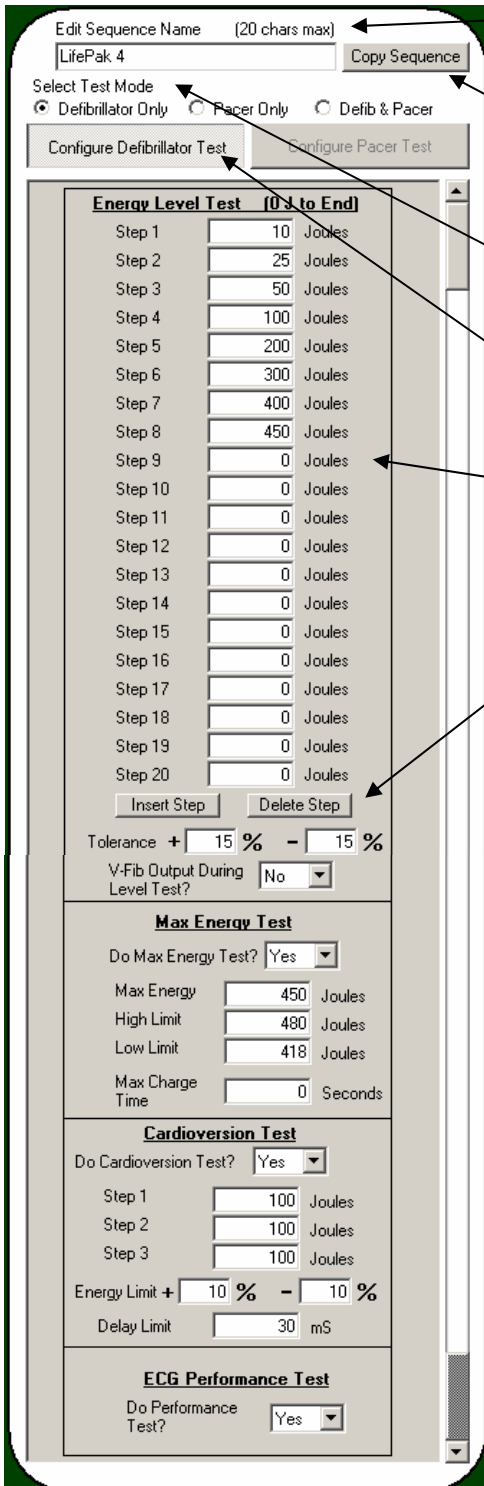 Edit Sequence Name (20 chars max)
LifePak 4 Copy Sequence
Select Test Mode
Defibrillator Only Pacer Only Defib & Pacer
Configure Defibrillator Test Configure Pacer Test
Energy Level Test (0 J to End)
Step 1 10 Joules
Step 2 25 Joules
Step 3 50 Joules
Step 4 100 Joules
Step 5 200 Joules
Step 6 300 Joules
Step 7 400 Joules
Step 8 450 Joules
Step 9 0 Joules
Step 10 0 Joules
Step 11 0 Joules
Step 12 0 Joules
Step 13 0 Joules
Step 14 0 Joules
Step 15 0 Joules
Step 16 0 Joules
Step 17 0 Joules
Step 18 0 Joules
Step 19 0 Joules
Step 20 0 Joules
Insert Step Delete Step
Tolerance + 15 % - 15 %
V-Fib Output During
Level Test? No
Max Energy Test
Do Max Energy Test? Yes
Max Energy 450 Joules
High Limit 480 Joules
Low Limit 418 Joules
Max Charge
Time 0 Seconds
Cardioversion Test
Do Cardioversion Test? Yes
Step 1 100 Joules
Step 2 100 Joules
Step 3 100 Joules
Energy Limit + 10 % - 10 %
Delay Limit 30 mS
ECG Performance Test
Do Performance
Test? Yes